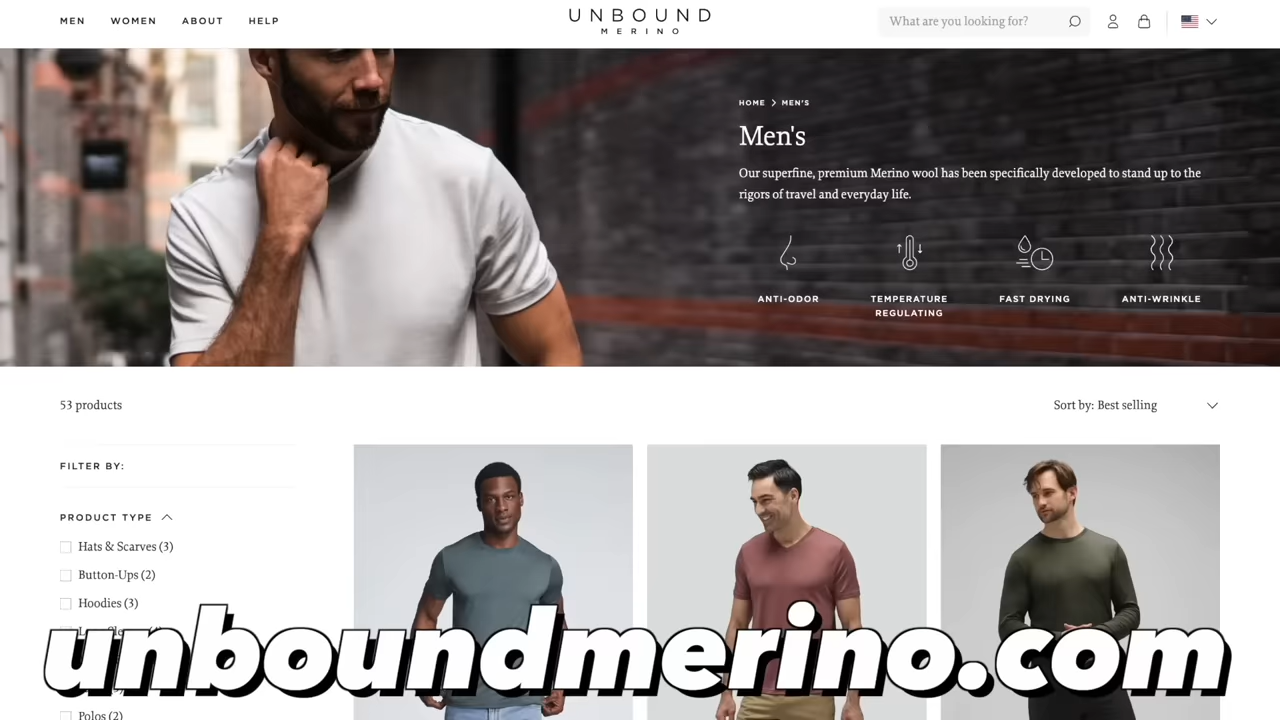 MEN WOMEN ABOUT HELP
UNBOUND
MERINO
What are you looking for?
HOME > MEN'S
Men's
Our superfine, premium Merino wool has been specifically developed to stand up to the
rigors of travel and everyday life.
ANTI-ODOR
TEMPERATURE
REGULATING
FAST DRYING
ANTI-WRINKLE
53 products
Sort by: Best selling
FILTER BY:
PRODUCT TYPE
Hats & Scarves (3)
Button-Ups (2)
Hoodies (3)
unboundmerino.com
Polos (2)